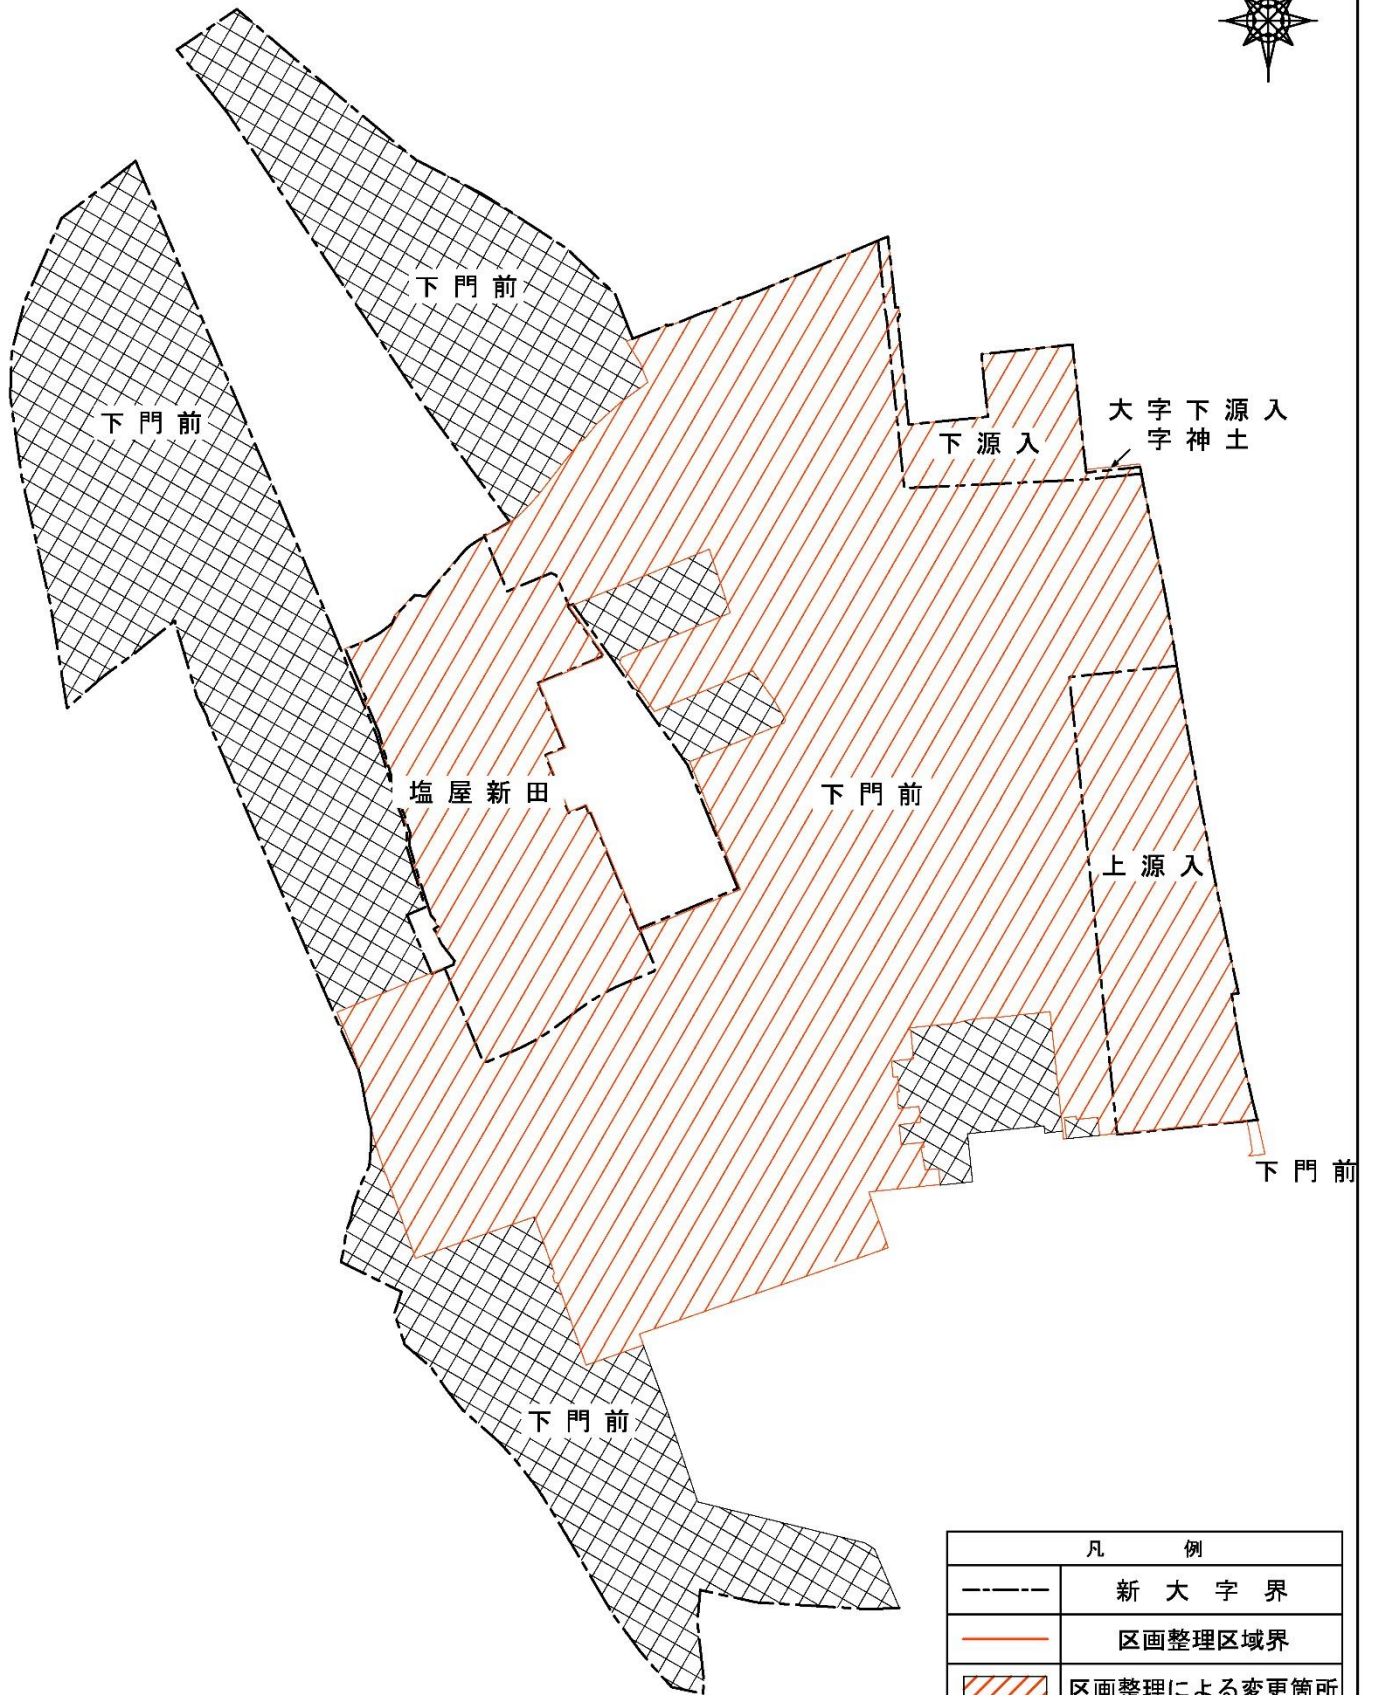 下門前
下門前
大字下源入
字神土
下源入
塩屋新田
下門前
上源入
下門前
下門前
凡例
新大字界
区画整理区域界
区画整理による変更箇所